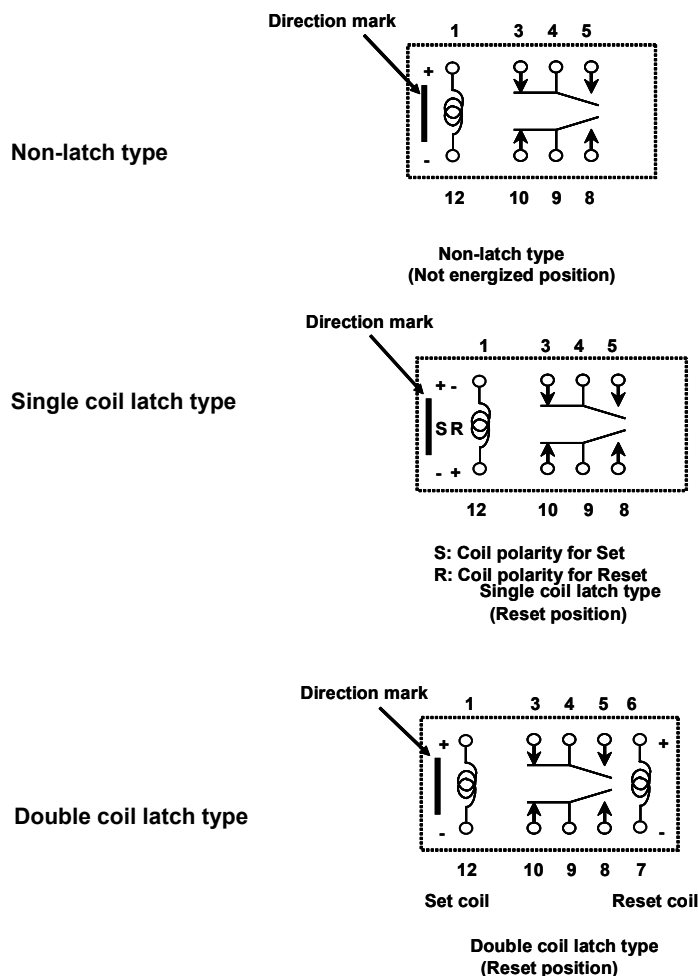 Direction mark
1 3 4 5
+
Non-latch type
-
12 10 9 8
Non-latch type
(Not energized position)
Direction mark
1 3 4 5
+ -
Single coil latch type
S R
- +
12 10 9 8
S: Coil polarity for Set
R: Coil polarity for Reset
Single coil latch type
(Reset position)
Direction mark
1 3 4 5 6
+ +
Double coil latch type
- -
12 10 9 8 7
Set coil Reset coil
Double coil latch type
(Reset position)